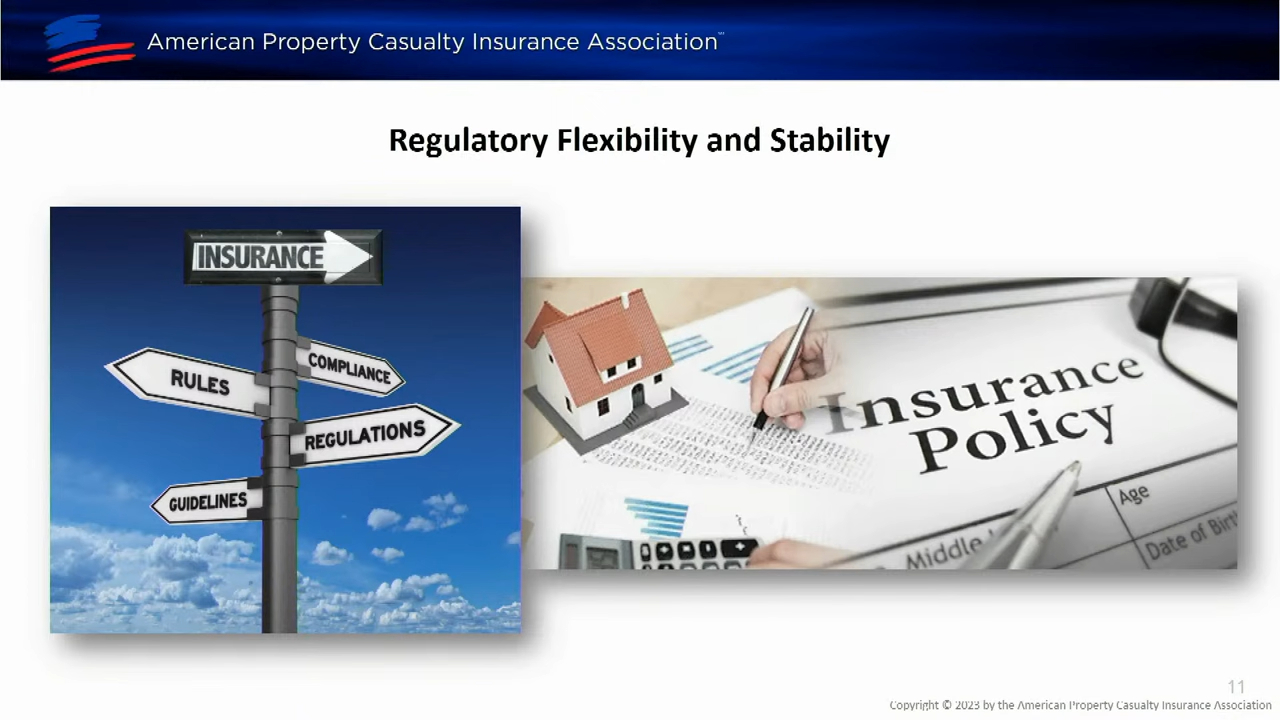 American Property Casualty Insurance Association™
Regulatory Flexibility and Stability
INSURANCE
COMPLIANCE
RULES
REGULATIONS
GUIDELINES
Insurance
Policy
Age
Middle
Date of Birth
11
Copyright © 2023 by the American Property Casualty Insurance Association